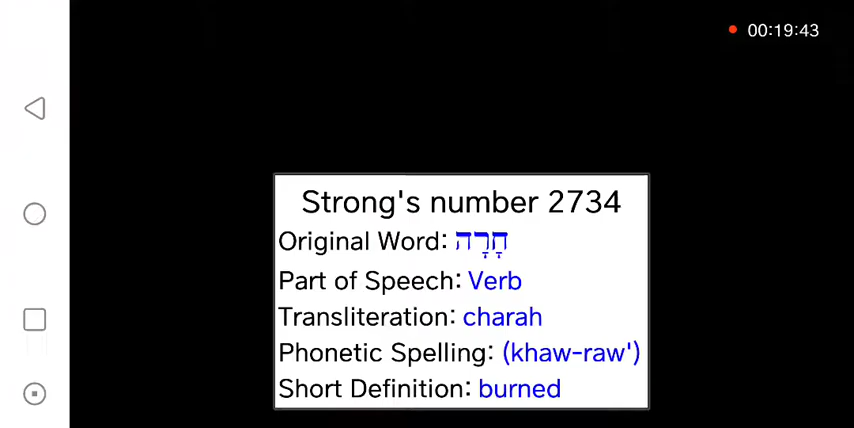 00:19:43
Strong's number 2734
Original Word: חָרָה
Part of Speech: Verb
Transliteration: charah
Phonetic Spelling: (khaw-raw')
Short Definition: burned